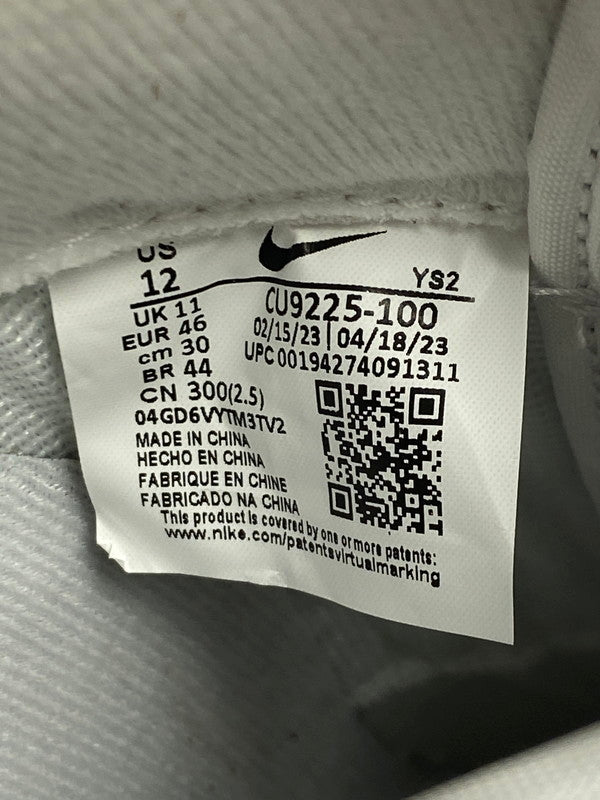 US
12
YS2
UK 11
EUR 46
cm 30
BR 44
CN 300(2.5)
CU9225-100
02/15/23 | 04/18/23
UPC 00194274091311
04GD6VYTM3TV2
MADE IN CHINA
HECHO EN CHINA
FABRIQUE EN CHINE
FABRICADO NA CHINA
This product is covered by one or more patents:
www.nike.com/patentsvirtualmarking